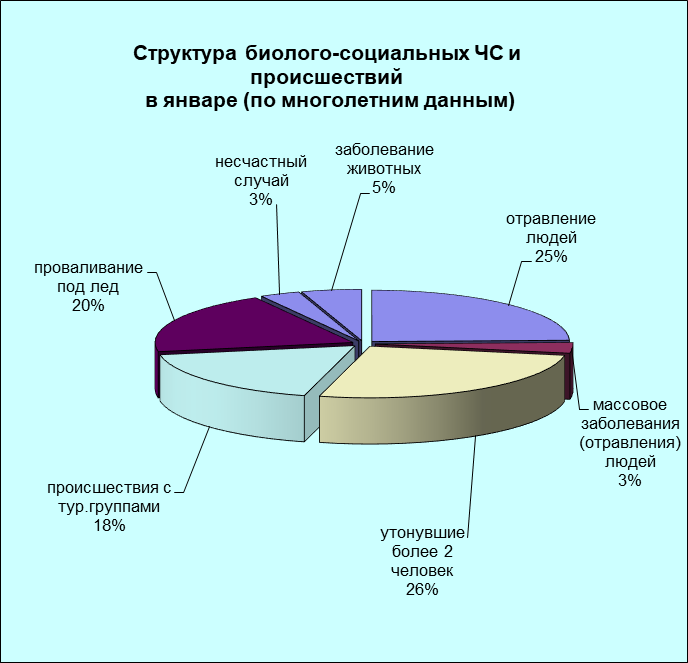 Структура биолого-социальных ЧС и
происшествий
в январе (по многолетним данным)
заболевание
животных
5%
несчастный
случай
3%
отравление
людей
25%
проваливание
под лед
20%
массовое
заболевания
(отравления)
людей
3%
происшествия с
тур.группами
18%
утонувшие
более 2
человек
26%